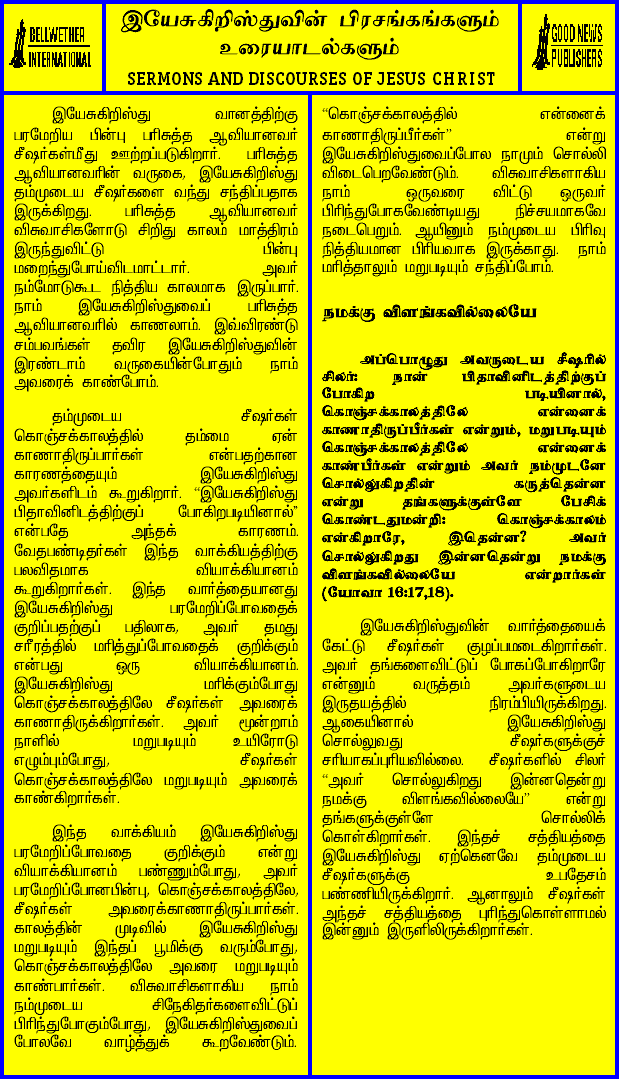 BELLWETHER
INTERNATIONAL
இயேசுகிறிஸ்துவின் பிரசங்கங்களும்
உரையாடல்களும்
SERMONS AND DISCOURSES OF JESUS CHRIST
GOOD NEWS
PUBLISHERS
இயேசுகிறிஸ்து வானத்திற்கு
பரமேறிய பின்பு பரிசுத்த ஆவியானவர்
சீஷர்கள்மீது ஊற்றப்படுகிறார். பரிசுத்த
ஆவியானவரின் வருகை, இயேசுகிறிஸ்து
தம்முடைய சீஷர்களை வந்து சந்திப்பதாக
இருக்கிறது. பரிசுத்த ஆவியானவர்
விசுவாசிகளோடு சிறிது காலம் மாத்திரம்
இருந்துவிட்டு பின்பு
மறைந்துபோய்விடமாட்டார். அவர்
நம்மோடுகூட நித்திய காலமாக இருப்பார்.
நாம் இயேசுகிறிஸ்துவைப் பரிசுத்த
ஆவியானவரில் காணலாம். இவ்விரண்டு
சம்பவங்கள் தவிர இயேசுகிறிஸ்துவின்
இரண்டாம் வருகையின்போதும் நாம்
அவரைக் காண்போம்.
தம்முடைய சீஷர்கள்
கொஞ்சக்காலத்தில் தம்மை ஏன்
காணாதிருப்பார்கள் என்பதற்கான
காரணத்தையும் இயேசுகிறிஸ்து
அவர்களிடம் கூறுகிறார். “இயேசுகிறிஸ்து
பிதாவினிடத்திற்குப் போகிறபடியினால்”
என்பதே அந்தக் காரணம்.
வேதபண்டிதர்கள் இந்த வாக்கியத்திற்கு
பலவிதமாக வியாக்கியானம்
கூறுகிறார்கள். இந்த வார்த்தையானது
இயேசுகிறிஸ்து பரமேறிப்போவதைக்
குறிப்பதற்குப் பதிலாக, அவர் தமது
சரீரத்தில் மரித்துப்போவதைக் குறிக்கும்
என்பது ஒரு வியாக்கியானம்.
இயேசுகிறிஸ்து மரிக்கும்போது
கொஞ்சக்காலத்திலே சீஷர்கள் அவரைக்
காணாதிருக்கிறார்கள். அவர் மூன்றாம்
நாளில் மறுபடியும் உயிரோடு
எழும்பும்போது, சீஷர்கள்
கொஞ்சக்காலத்திலே மறுபடியும் அவரைக்
காண்கிறார்கள்.
இந்த வாக்கியம் இயேசுகிறிஸ்து
பரமேறிப்போவதை குறிக்கும் என்று
வியாக்கியானம் பண்ணும்போது, அவர்
பரமேறிப்போனபின்பு, கொஞ்சக்காலத்திலே,
சீஷர்கள் அவரைக்காணாதிருப்பார்கள்.
காலத்தின் முடிவில் இயேசுகிறிஸ்து
மறுபடியும் இந்தப் பூமிக்கு வரும்போது,
கொஞ்சக்காலத்திலே அவரை மறுபடியும்
காண்பார்கள். விசுவாசிகளாகிய நாம்
நம்முடைய சிநேகிதர்களைவிட்டுப்
பிரிந்துபோகும்போது, இயேசுகிறிஸ்துவைப்
போலவே வாழ்த்துக் கூறவேண்டும்.
“கொஞ்சக்காலத்தில் என்னைக்
காணாதிருப்பீர்கள்” என்று
இயேசுகிறிஸ்துவைப்போல நாமும் சொல்லி
விடைபெறவேண்டும். விசுவாசிகளாகிய
நாம் ஒருவரை விட்டு ஒருவர்
பிரிந்துபோகவேண்டியது நிச்சயமாகவே
நடைபெறும். ஆயினும் நம்முடைய பிரிவு
நித்தியமான பிரியவாக இருக்காது. நாம்
மரித்தாலும் மறுபடியும் சந்திப்போம்.
நமக்கு விளங்கவில்லையே
அப்பொழுது அவருடைய சீஷரில்
சிலர்: நான் பிதாவினிடத்திற்குப்
போகிற படியினால்,
கொஞ்சக்காலத்திலே என்னைக்
காணாதிருப்பீர்கள் என்றும், மறுபடியும்
கொஞ்சக்காலத்திலே என்னைக்
காண்பீர்கள் என்றும் அவர் நம்முடனே
சொல்லுகிறதின் கருத்தென்ன
என்று தங்களுக்குள்ளே பேசிக்
கொண்டதுமன்றி: கொஞ்சக்காலம்
என்கிறாரே, இதென்ன? அவர்
சொல்லுகிறது இன்னதென்று நமக்கு
விளங்கவில்லையே என்றார்கள்
(யோவா 16:17,18).
இயேசுகிறிஸ்துவின் வார்த்தையைக்
கேட்டு சீஷர்கள் குழப்பமடைகிறார்கள்.
அவர் தங்களைவிட்டுப் போகப்போகிறாரே
என்னும் வருத்தம் அவர்களுடைய
இருதயத்தில் நிரம்பியிருக்கிறது.
ஆகையினால் இயேசுகிறிஸ்து
சொல்லுவது சீஷர்களுக்குச்
சரியாகப்புரியவில்லை. சீஷர்களில் சிலர்
“அவர் சொல்லுகிறது இன்னதென்று
நமக்கு விளங்கவில்லையே” என்று
தங்களுக்குள்ளே சொல்லிக்
கொள்கிறார்கள். இந்தச் சத்தியத்தை
இயேசுகிறிஸ்து ஏற்கெனவே தம்முடைய
சீஷர்களுக்கு உபதேசம்
பண்ணியிருக்கிறார். ஆனாலும் சீஷர்கள்
அந்தச் சத்தியத்தை புரிந்துகொள்ளாமல்
இன்னும் இருளிலிருக்கிறார்கள்.